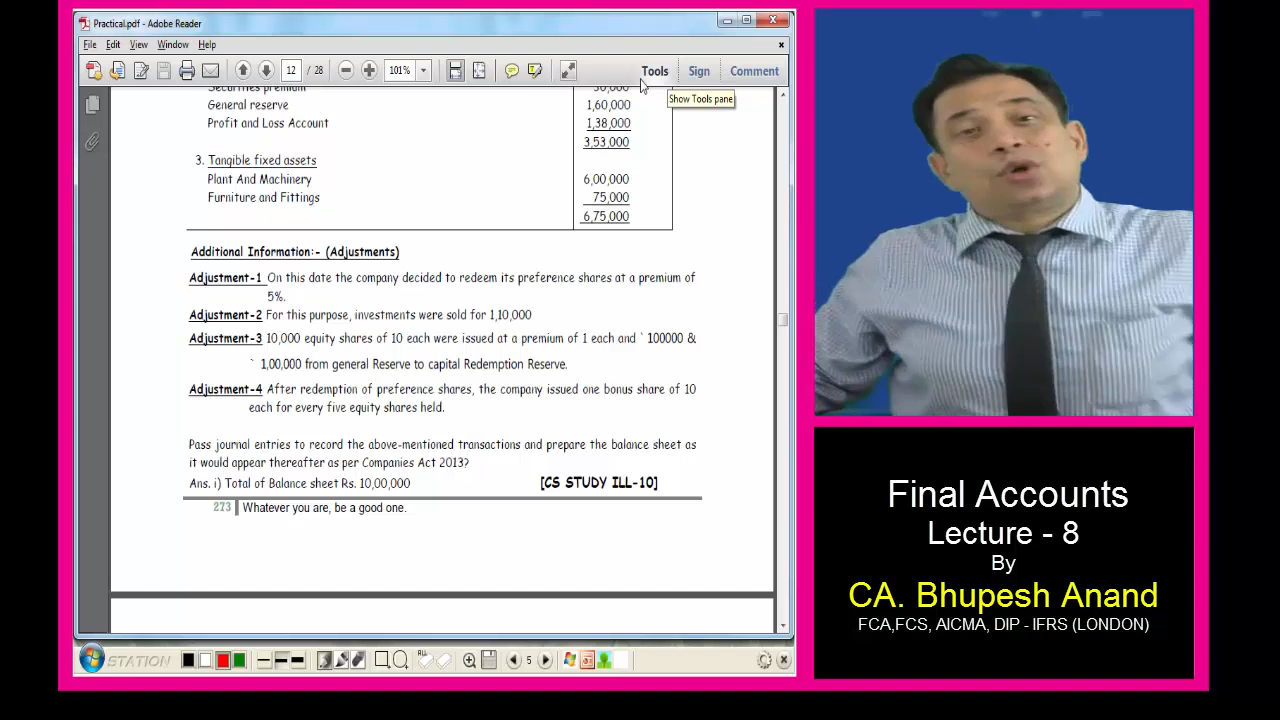 Practical.pdf - Adobe Reader
File Edit View Window Help
12 / 28 101% Tools Sign Comment
Show Tools pane
Securities premium
General reserve 1,60,000
Profit and Loss Account 1,38,000
3,53,000
3. Tangible fixed assets
Plant And Machinery 6,00,000
Furniture and Fittings 75,000
6,75,000
Additional Information:- (Adjustments)
Adjustment-1 On this date the company decided to redeem its preference shares at a premium of
5%.
Adjustment-2 For this purpose, investments were sold for 1,10,000
Adjustment-3 10,000 equity shares of 10 each were issued at a premium of 1 each and ` 100000 &
` 1,00,000 from general Reserve to capital Redemption Reserve.
Adjustment-4 After redemption of preference shares, the company issued one bonus share of 10
each for every five equity shares held.
Pass journal entries to record the above-mentioned transactions and prepare the balance sheet as
it would appear thereafter as per Companies Act 2013?
Ans. i) Total of Balance sheet Rs. 10,00,000 [CS STUDY ILL-10]
273 Whatever you are, be a good one.
STATION 5
Final Accounts
Lecture - 8
By
CA. Bhupesh Anand
FCA,FCS, AICMA, DIP - IFRS (LONDON)